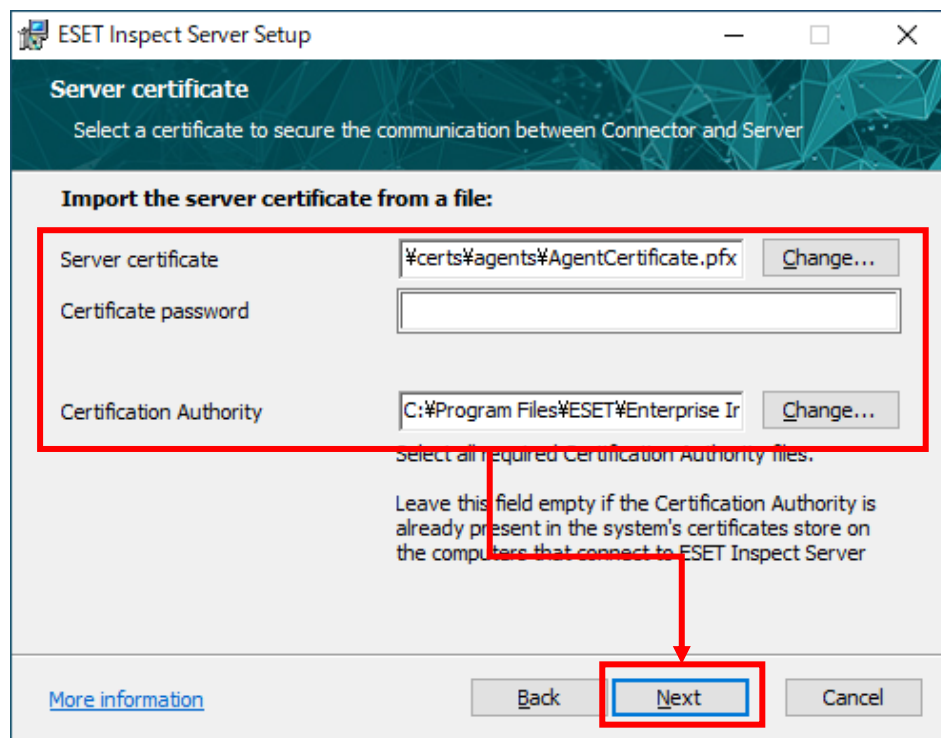 ESET Inspect Server Setup
Server certificate
Select a certificate to secure the communication between Connector and Server
Import the server certificate from a file:
Server certificate
¥certs¥agents¥AgentCertificate.pfx
Change...
Certificate password
Certification Authority
C:¥Program Files¥ESET¥Enterprise Ir
Change...
Select all required Certification Authority files.
Leave this field empty if the Certification Authority is
already present in the system's certificates store on
the computers that connect to ESET Inspect Server
More information
Back
Next
Cancel